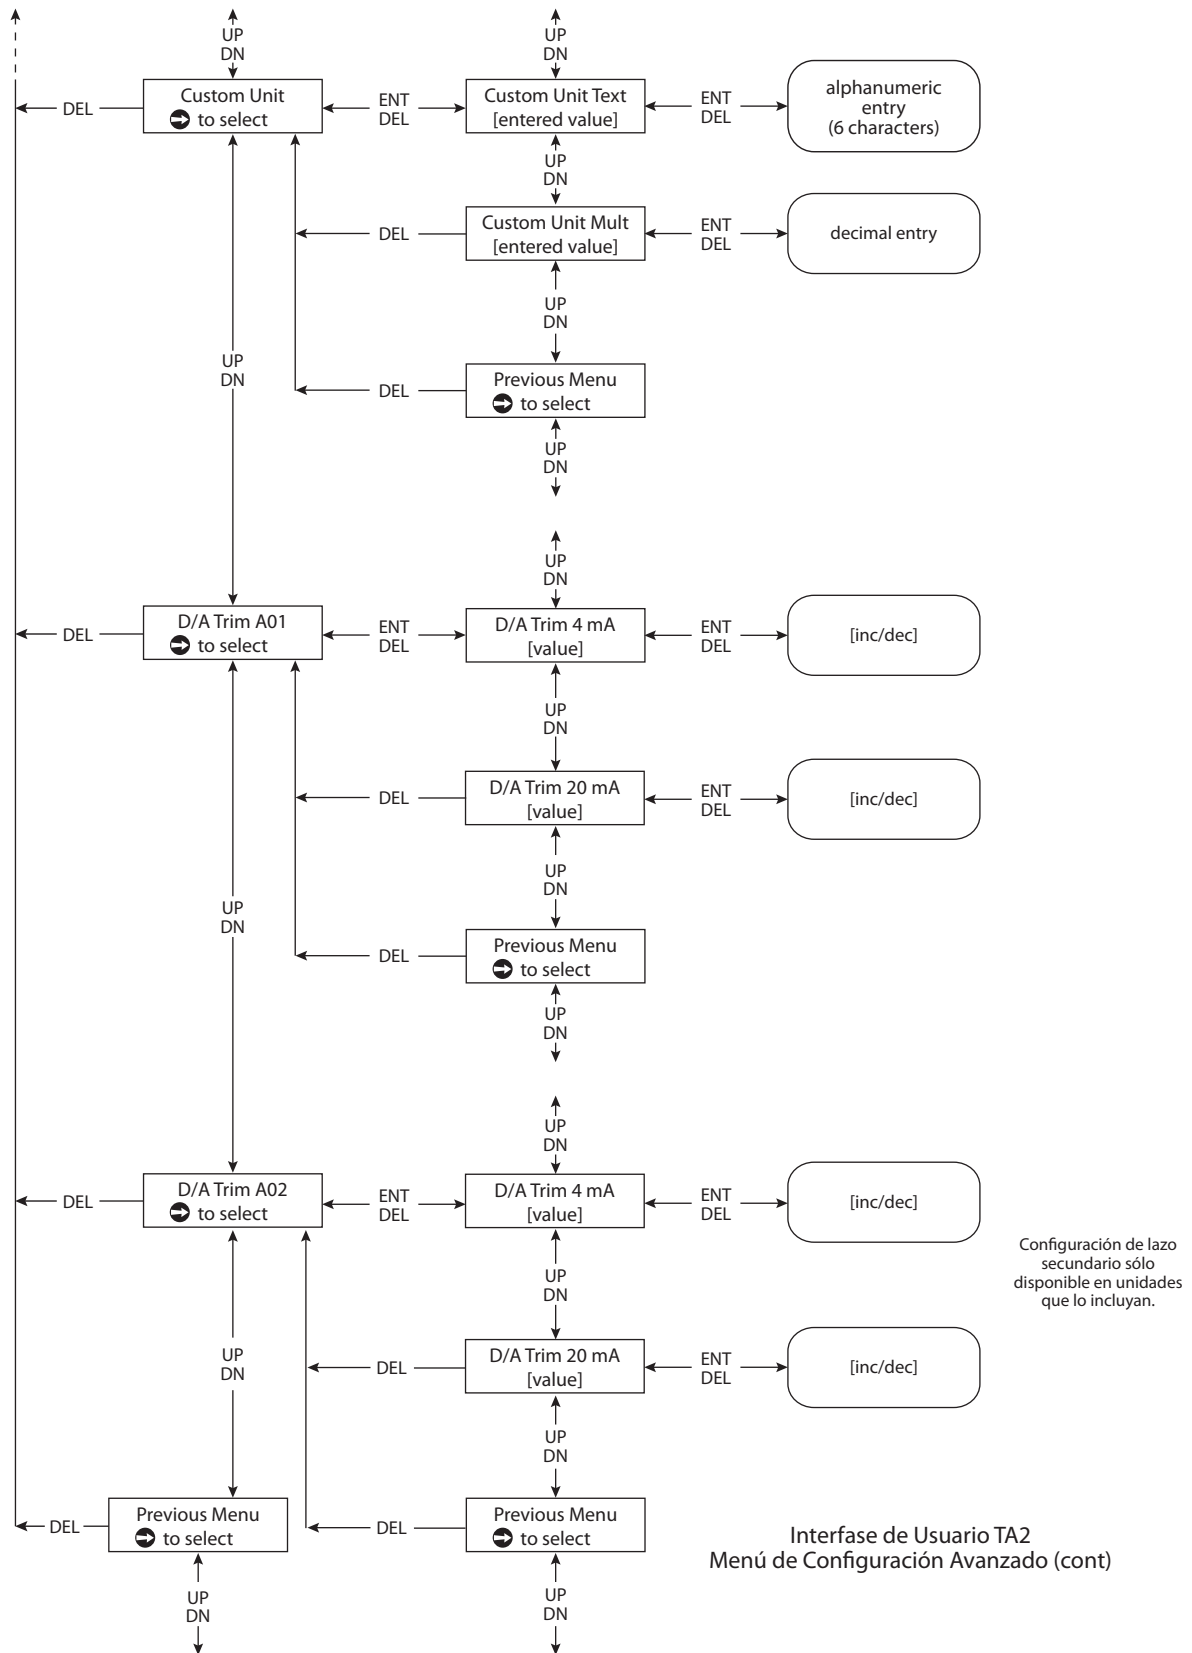 UP
DN
UP
DN
DEL
Custom Unit
to select
ENT
DEL
Custom Unit Text
[entered value]
ENT
DEL
alphanumeric
entry
(6 characters)
UP
DN
DEL
Custom Unit Mult
[entered value]
ENT
DEL
decimal entry
UP
DN
UP
DN
DEL
Previous Menu
to select
UP
DN
UP
DN
DEL
D/A Trim A01
to select
ENT
DEL
D/A Trim 4 mA
[value]
ENT
DEL
[inc/dec]
UP
DN
DEL
D/A Trim 20 mA
[value]
ENT
DEL
[inc/dec]
UP
DN
UP
DN
DEL
Previous Menu
to select
UP
DN
UP
DN
DEL
D/A Trim A02
to select
ENT
DEL
D/A Trim 4 mA
[value]
ENT
DEL
[inc/dec]
Configuración de lazo
secundario sólo
disponible en unidades
que lo incluyan.
UP
DN
UP
DN
DEL
D/A Trim 20 mA
[value]
ENT
DEL
[inc/dec]
UP
DN
DEL
Previous Menu
to select
DEL
Previous Menu
to select
Interfase de Usuario TA2
Menú de Configuración Avanzado (cont)
UP
DN
UP
DN